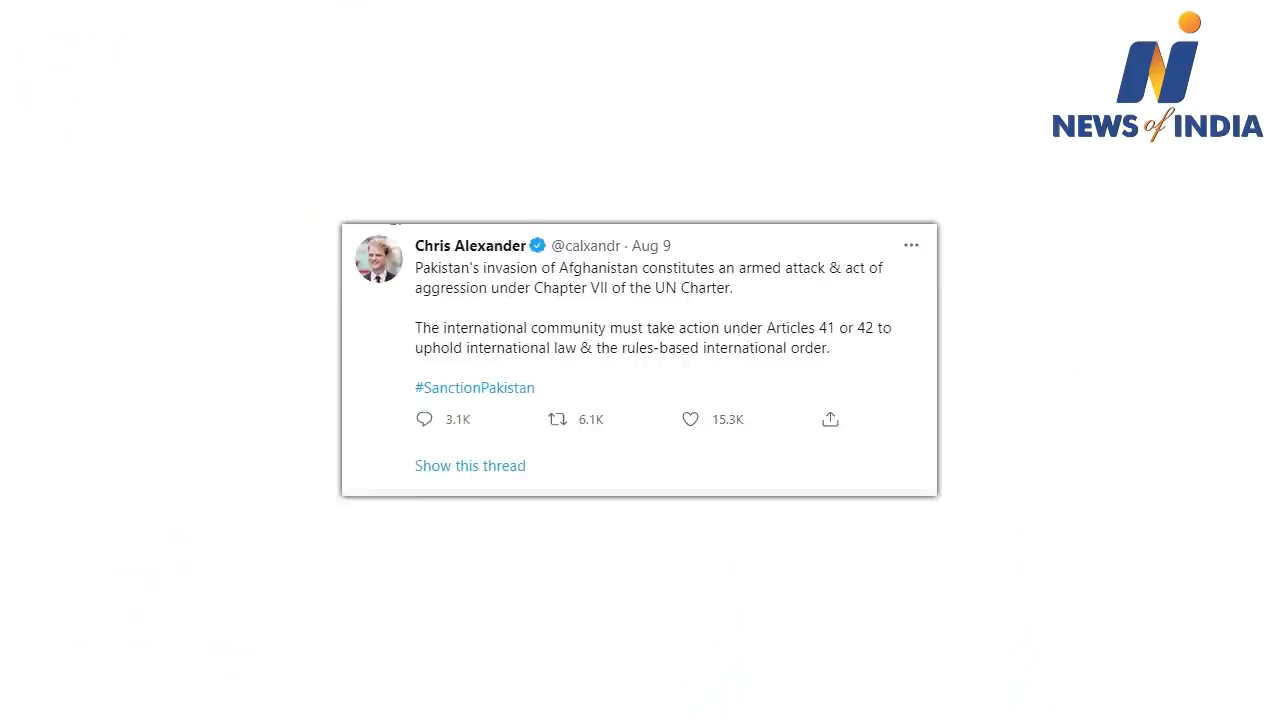 NEWS of INDIA
Chris Alexander @calxandr · Aug 9
Pakistan's invasion of Afghanistan constitutes an armed attack & act of
aggression under Chapter VII of the UN Charter.
The international community must take action under Articles 41 or 42 to
uphold international law & the rules-based international order.
#SanctionPakistan
3.1K 6.1K 15.3K
Show this thread